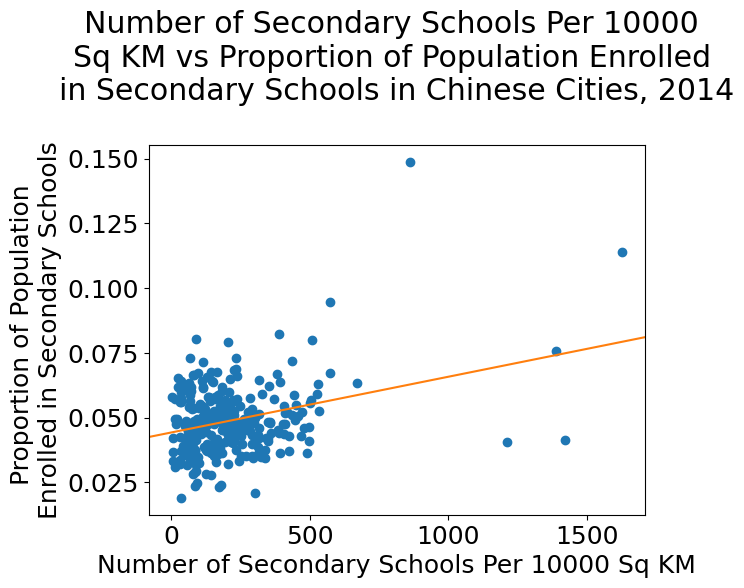 Number of Secondary Schools Per 10000
Sq KM vs Proportion of Population Enrolled
in Secondary Schools in Chinese Cities, 2014
Proportion of Population
Enrolled in Secondary Schools
0.150
0.125
0.100
0.075
0.050
0.025
0 500 1000 1500
Number of Secondary Schools Per 10000 Sq KM